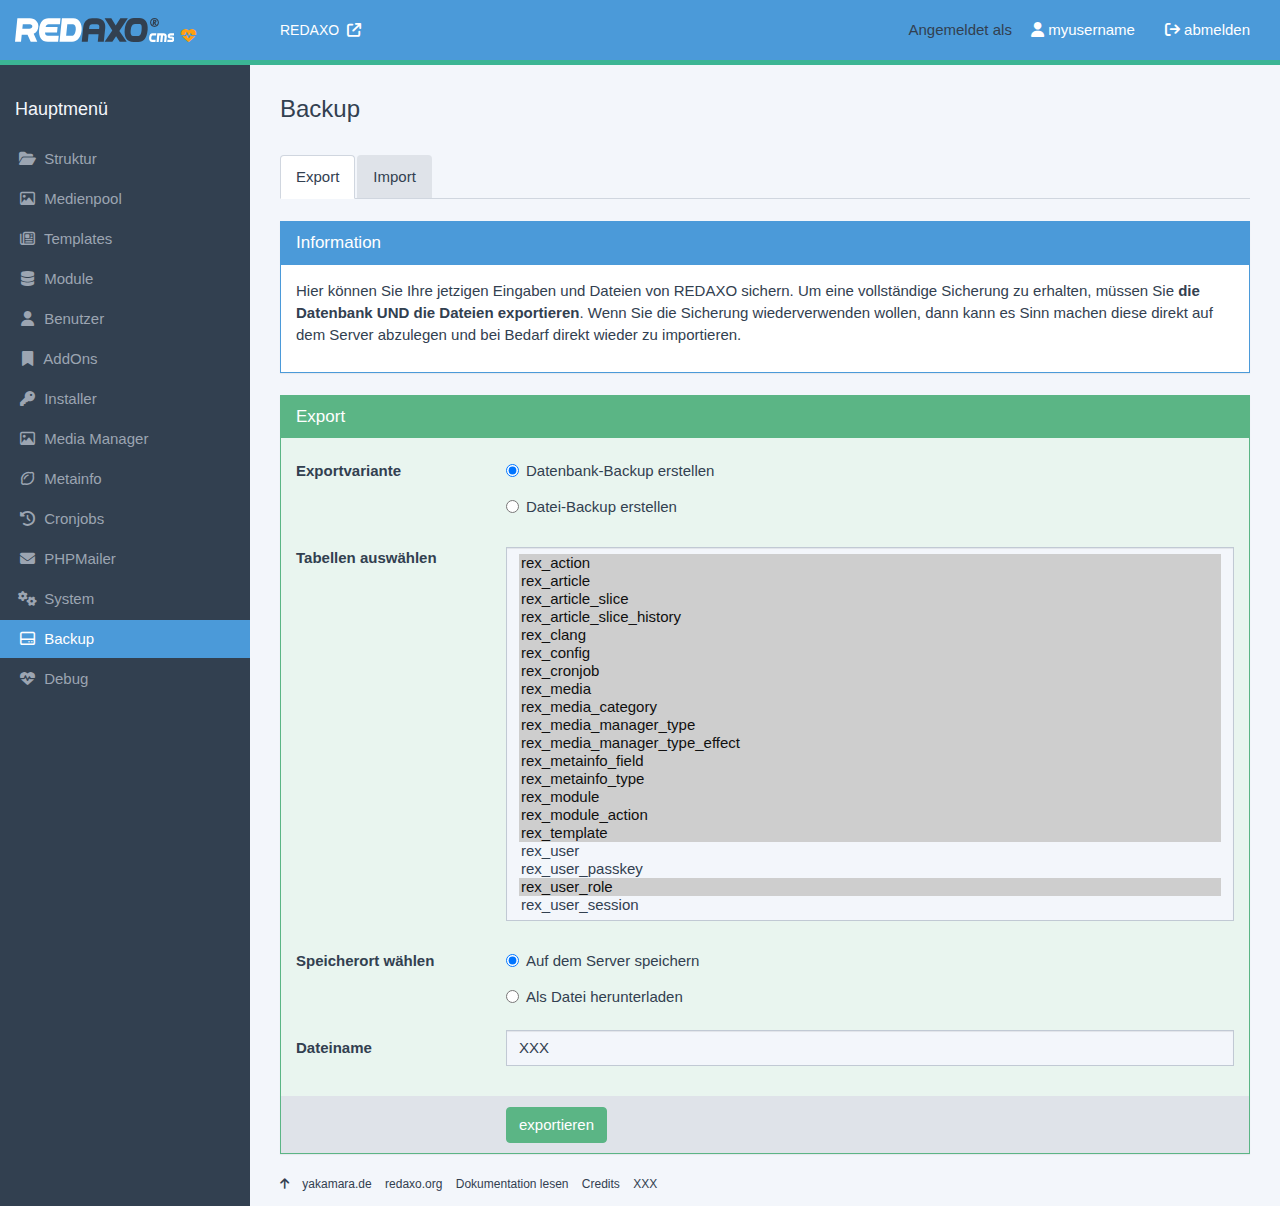 REDAXO® cms
REDAXO
Angemeldet als myusername abmelden
Hauptmenü
Struktur
Medienpool
Templates
Module
Benutzer
AddOns
Installer
Media Manager
Metainfo
Cronjobs
PHPMailer
System
Backup
Debug
Backup
Export Import
Information
Hier können Sie Ihre jetzigen Eingaben und Dateien von REDAXO sichern. Um eine vollständige Sicherung zu erhalten, müssen Sie die
Datenbank UND die Dateien exportieren. Wenn Sie die Sicherung wiederverwenden wollen, dann kann es Sinn machen diese direkt auf
dem Server abzulegen und bei Bedarf direkt wieder zu importieren.
Export
Exportvariante
Datenbank-Backup erstellen
Datei-Backup erstellen
Tabellen auswählen
rex_action
rex_article
rex_article_slice
rex_article_slice_history
rex_clang
rex_config
rex_cronjob
rex_media
rex_media_category
rex_media_manager_type
rex_media_manager_type_effect
rex_metainfo_field
rex_metainfo_type
rex_module
rex_module_action
rex_template
rex_user
rex_user_passkey
rex_user_role
rex_user_session
Speicherort wählen
Auf dem Server speichern
Als Datei herunterladen
Dateiname
XXX
exportieren
yakamara.de redaxo.org Dokumentation lesen Credits XXX